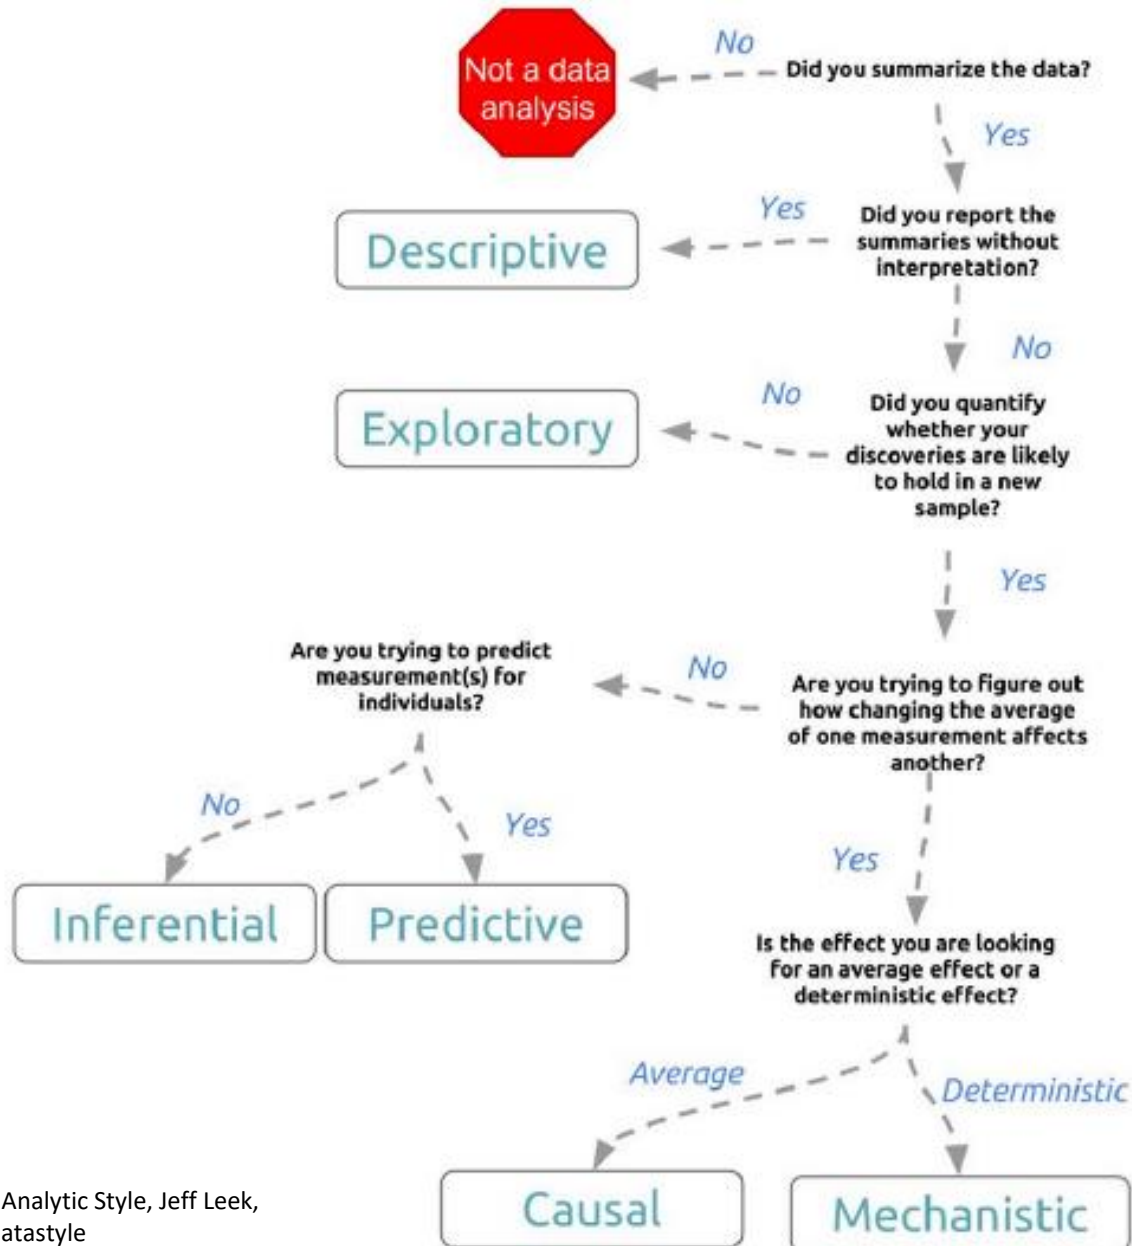 Not a data
analysis
No
Did you summarize the data?
Yes
Descriptive
Yes
Did you report the
summaries without
interpretation?
No
Exploratory
No
Did you quantify
whether your
discoveries are likely
to hold in a new
sample?
Yes
Are you trying to predict
measurement(s) for
individuals?
No
Are you trying to figure out
how changing the average
of one measurement affects
another?
No
Yes
Yes
Inferential
Predictive
Is the effect you are looking
for an average effect or a
deterministic effect?
Average
Deterministic
Causal
Mechanistic
Analytic Style, Jeff Leek,
atastyle